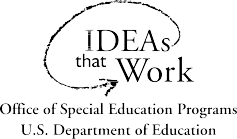 IDEAs
that Work
Office of Special Education Programs
U.S. Department of Education